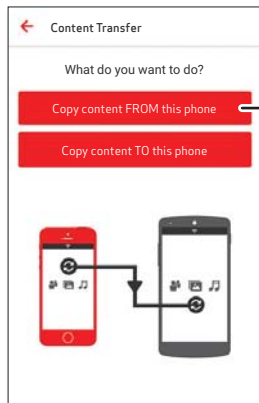 Content Transfer
What do you want to do?
Copy content FROM this phone
Copy content TO this phone